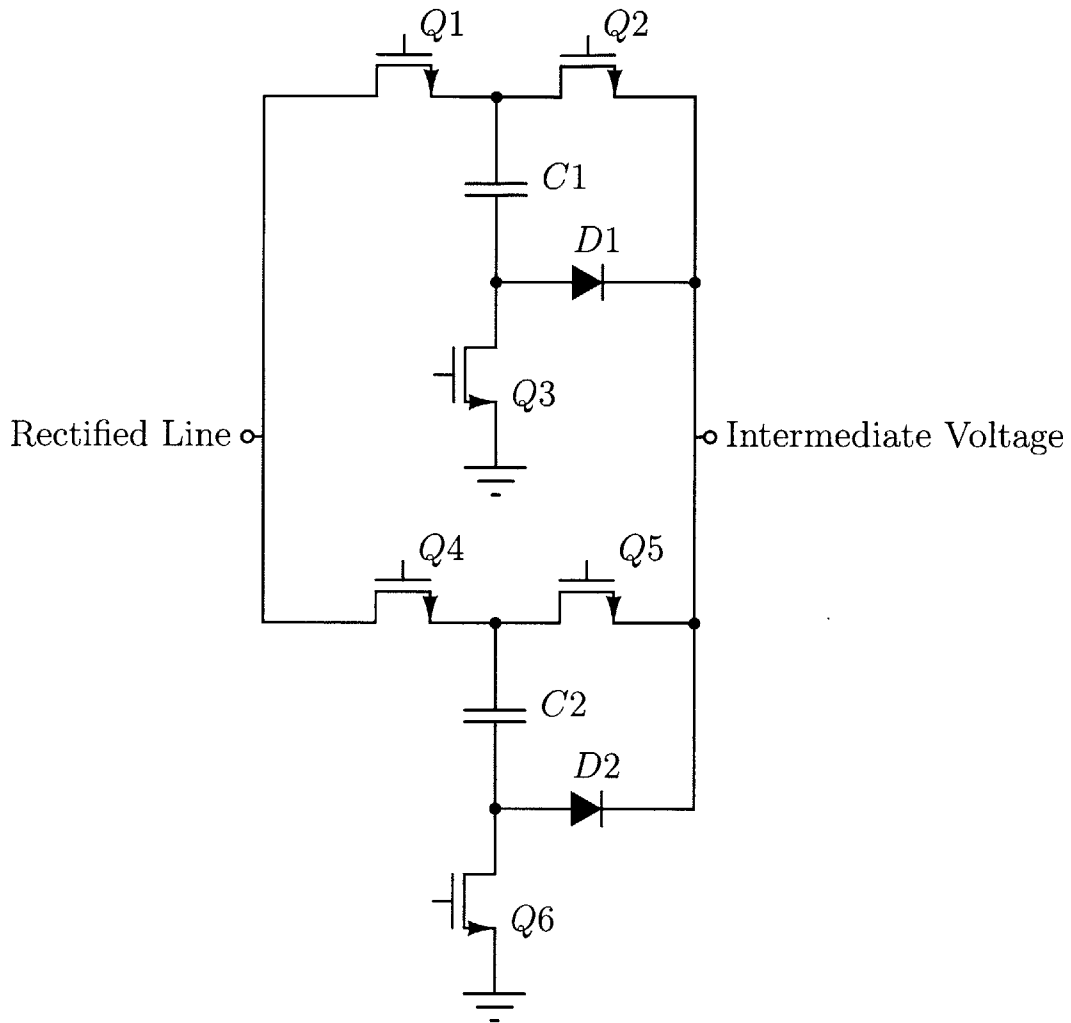 Q1
Q2
C1
D1
Q3
Rectified Line
Intermediate Voltage
Q4
Q5
C2
D2
Q6